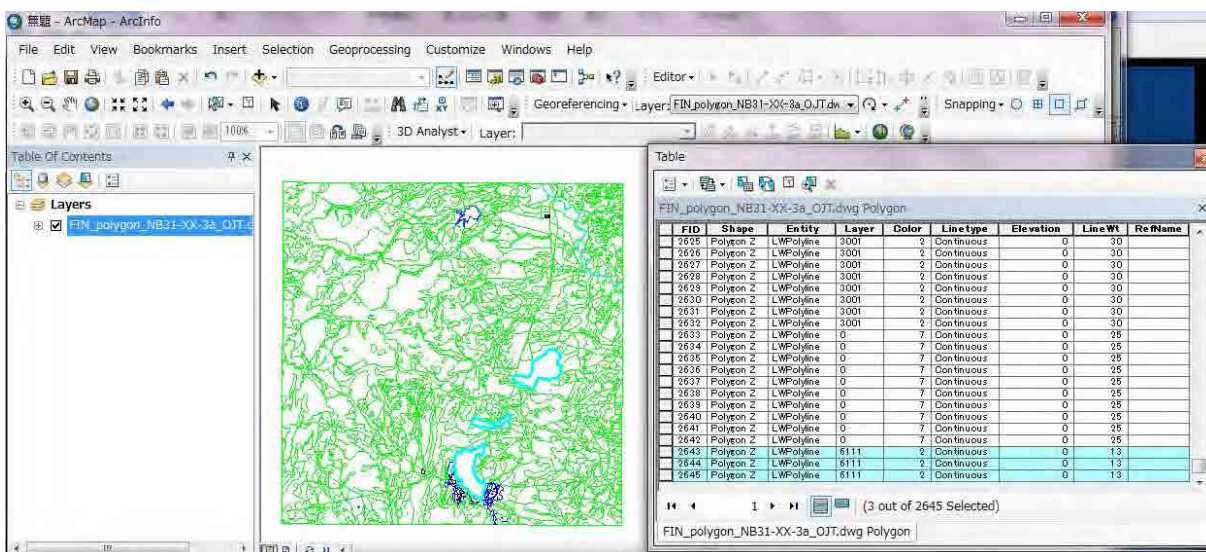 無題 - ArcMap - ArcInfo
File Edit View Bookmarks Insert Selection Geoprocessing Customize Windows Help
Editor
Georeferencing Layer: FIN_polygon_NB31-XX-3a_OJT.dw Snapping
100% 3D Analyst Layer:
Table Of Contents
Layers
FIN_polygon_NB31-XX-3a_OJT.d
Table
FIN_polygon_NB31-XX-3a_OJT.dwg Polygon
FID Shape Entity Layer Color Linetype Elevation LineWt RefName
2625 Polygon Z LWPolyline 3001 2 Continuous 0 30
2626 Polygon Z LWPolyline 3001 2 Continuous 0 30
2627 Polygon Z LWPolyline 3001 2 Continuous 0 30
2628 Polygon Z LWPolyline 3001 2 Continuous 0 30
2629 Polygon Z LWPolyline 3001 2 Continuous 0 30
2630 Polygon Z LWPolyline 3001 2 Continuous 0 30
2631 Polygon Z LWPolyline 3001 2 Continuous 0 30
2632 Polygon Z LWPolyline 3001 2 Continuous 0 30
2633 Polygon Z LWPolyline 0 7 Continuous 0 25
2634 Polygon Z LWPolyline 0 7 Continuous 0 25
2635 Polygon Z LWPolyline 0 7 Continuous 0 25
2636 Polygon Z LWPolyline 0 7 Continuous 0 25
2637 Polygon Z LWPolyline 0 7 Continuous 0 25
2638 Polygon Z LWPolyline 0 7 Continuous 0 25
2639 Polygon Z LWPolyline 0 7 Continuous 0 25
2640 Polygon Z LWPolyline 0 7 Continuous 0 25
2641 Polygon Z LWPolyline 0 7 Continuous 0 25
2642 Polygon Z LWPolyline 0 7 Continuous 0 25
2643 Polygon Z LWPolyline 6111 2 Continuous 0 13
2644 Polygon Z LWPolyline 6111 2 Continuous 0 13
2645 Polygon Z LWPolyline 6111 2 Continuous 0 13
1 (3 out of 2645 Selected)
FIN_polygon_NB31-XX-3a_OJT.dwg Polygon